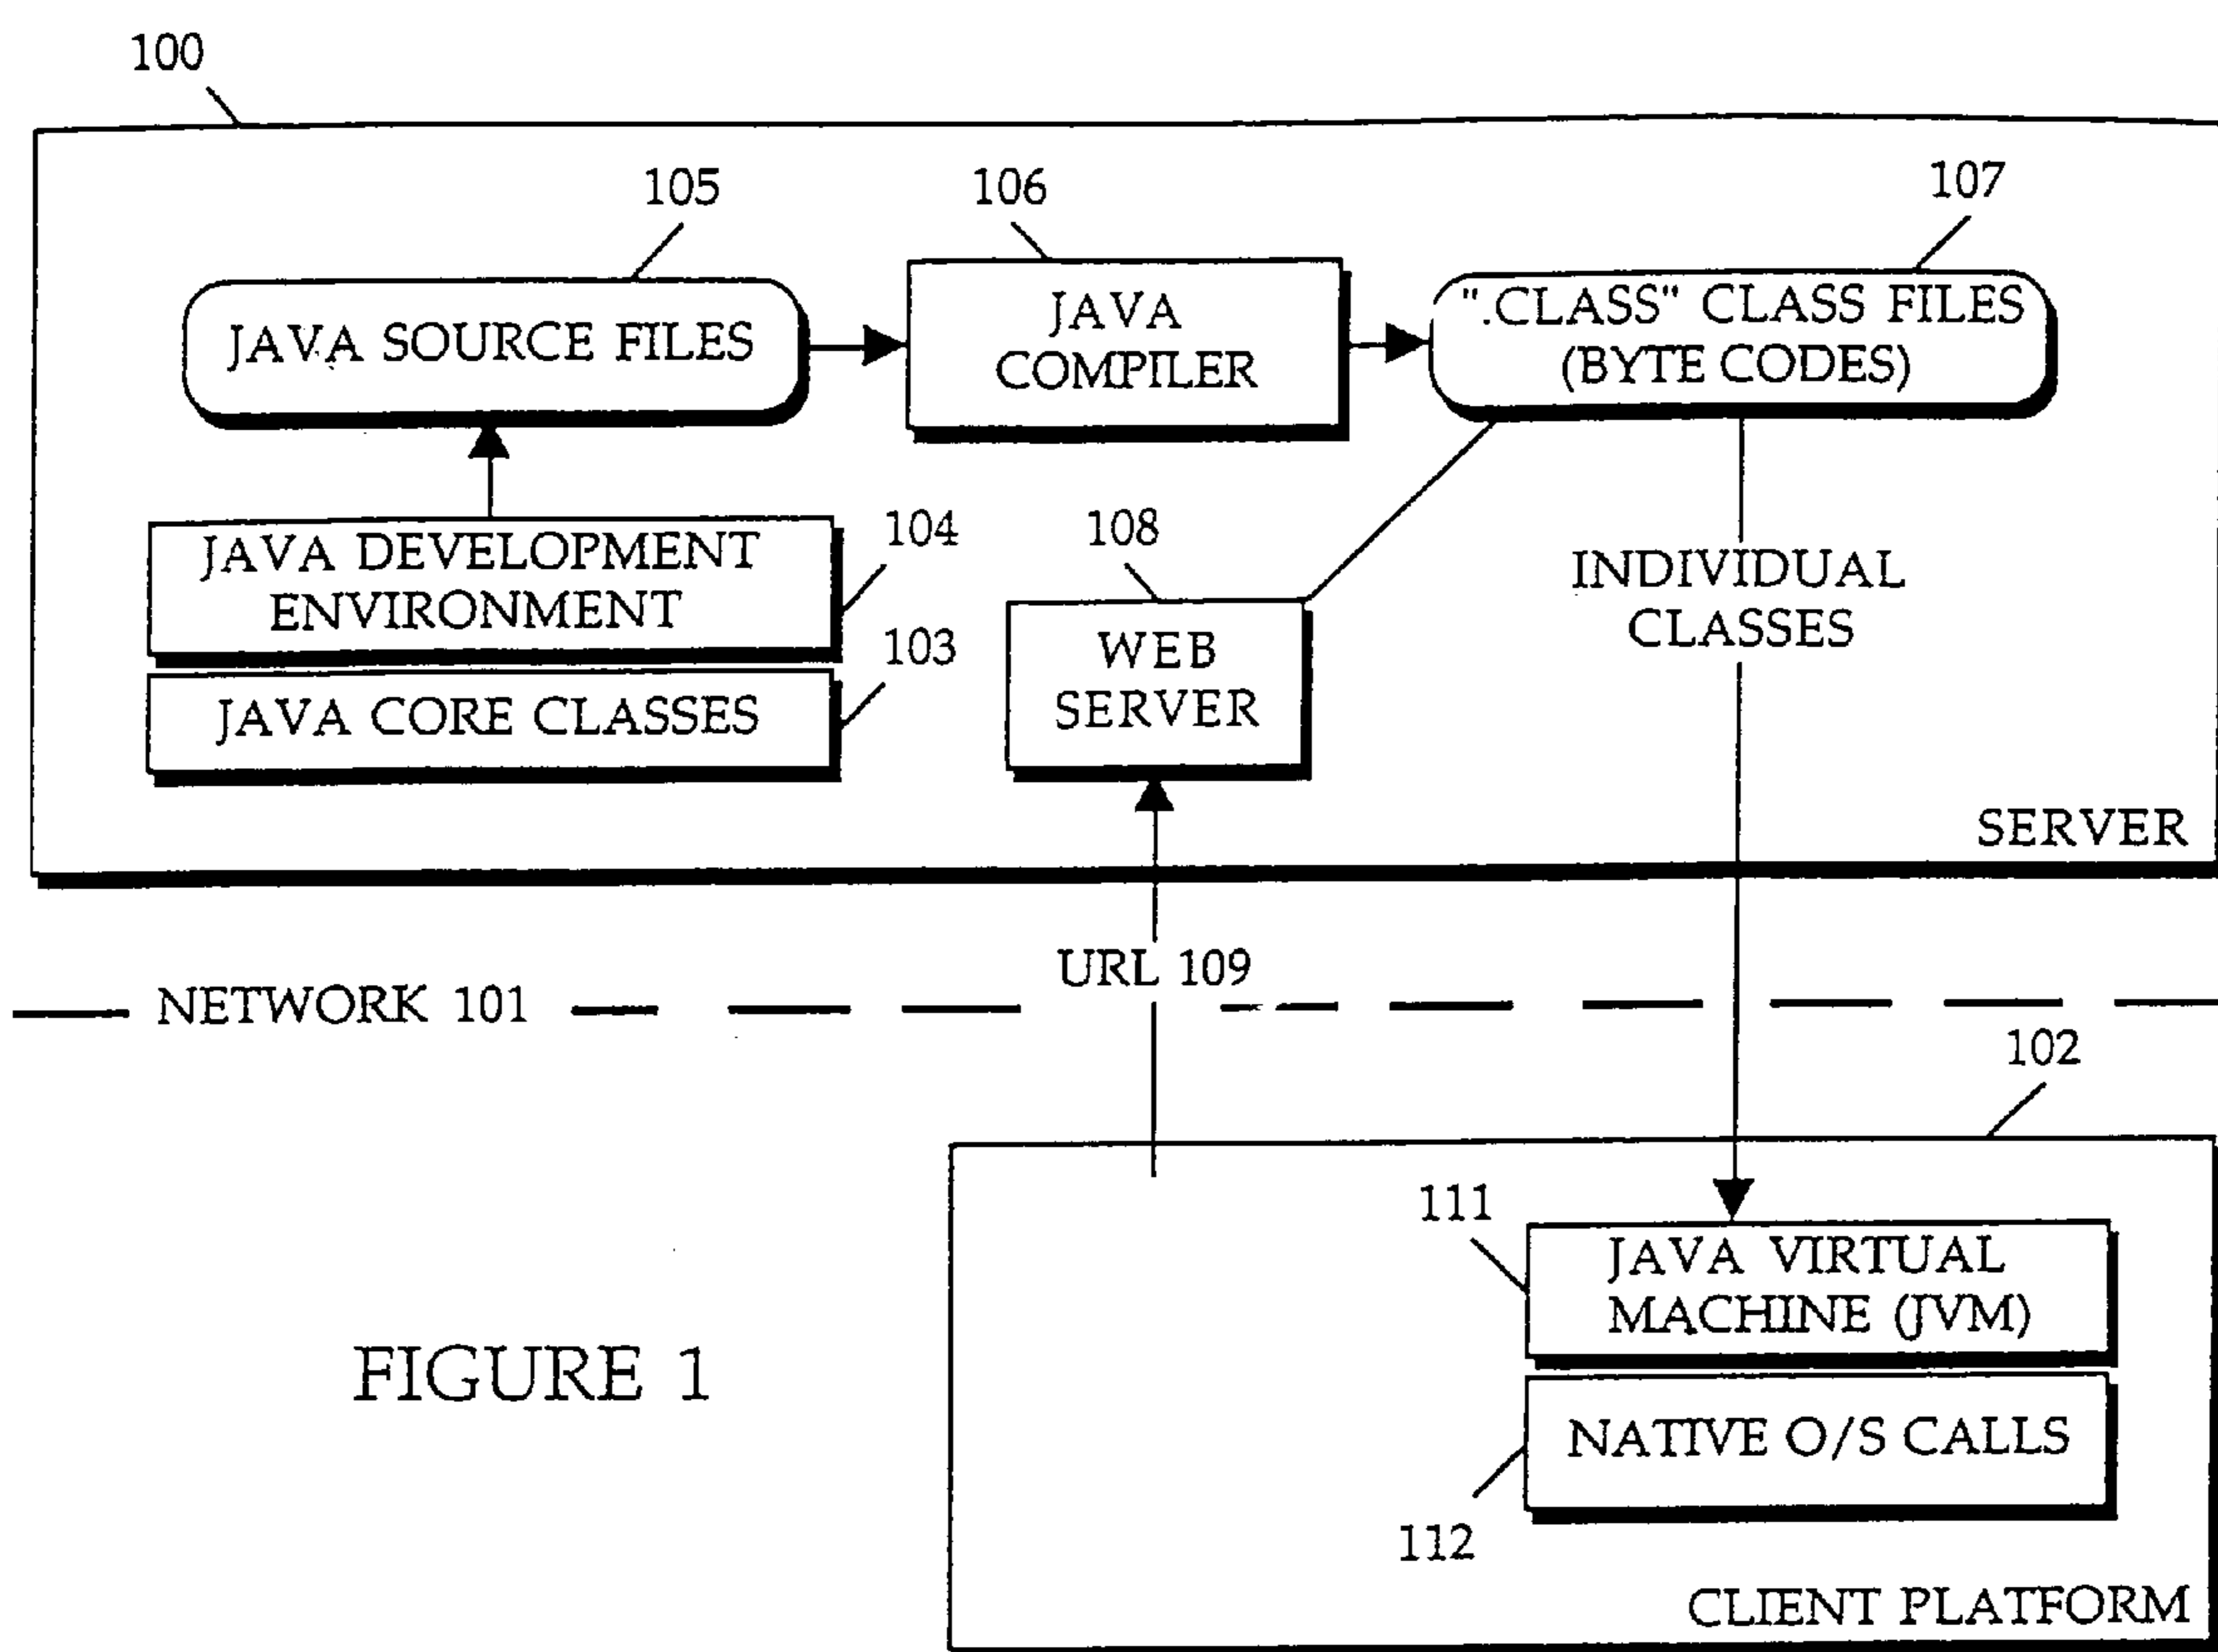 100
105
106
107
JAVA SOURCE FILES
JAVA
COMPILER
".CLASS" CLASS FILES
(BYTE CODES)
JAVA DEVELOPMENT
ENVIRONMENT
104
108
INDIVIDUAL
CLASSES
JAVA CORE CLASSES
103
WEB
SERVER
SERVER
URL 109
NETWORK 101
102
111
JAVA VIRTUAL
MACHINE (JVM)
FIGURE 1
NATIVE O/S CALLS
112
CLIENT PLATFORM